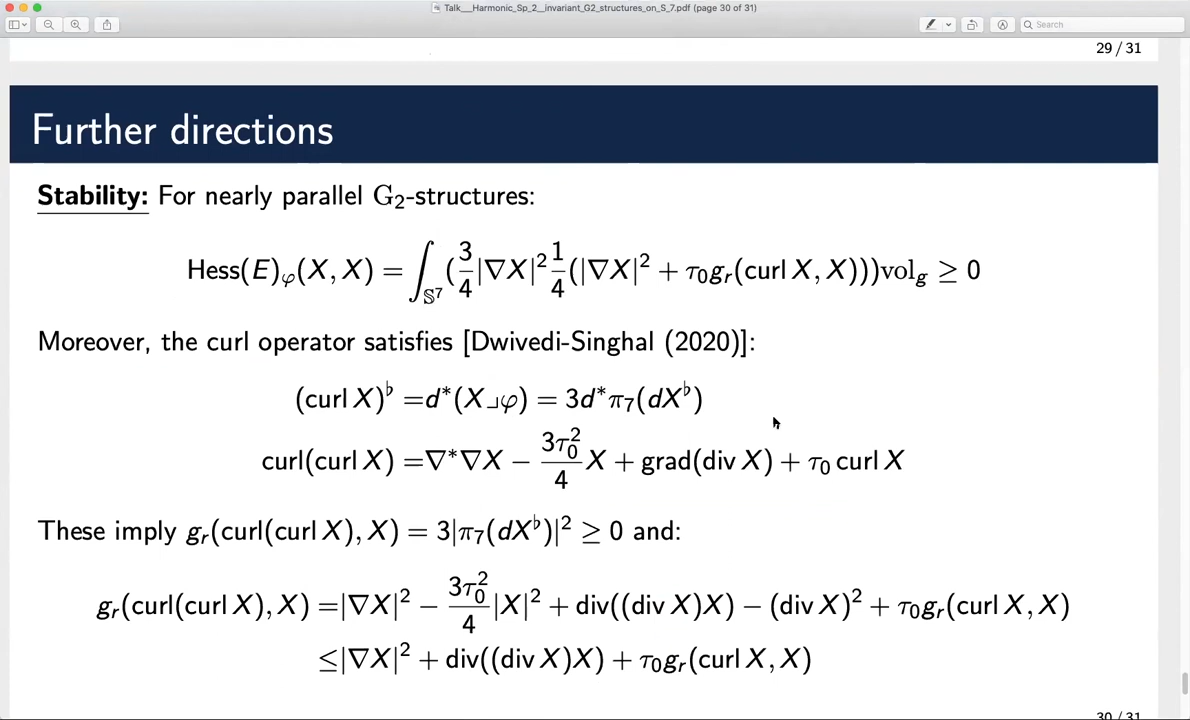 Talk__Harmonic_Sp_2__invariant_G2_structures_on_S_7.pdf (page 30 of 31)
Search
29 / 31
Further directions
Stability: For nearly parallel G₂-structures:
Hess(E)_φ(X, X) = ∫_{𝕊⁷} (3/4 |∇X|² 1/4 (|∇X|² + τ₀g_r(curl X, X)))vol_g ≥ 0
Moreover, the curl operator satisfies [Dwivedi-Singhal (2020)]:
(curl X)^♭ =d*(X⌟φ) = 3d*π₇(dX^♭)
curl(curl X) =∇*∇X − 3τ₀²/4 X + grad(div X) + τ₀ curl X
These imply g_r(curl(curl X), X) = 3|π₇(dX^♭)|² ≥ 0 and:
g_r(curl(curl X), X) =|∇X|² − 3τ₀²/4 |X|² + div((div X)X) − (div X)² + τ₀g_r(curl X, X)
≤|∇X|² + div((div X)X) + τ₀g_r(curl X, X)
30 / 31